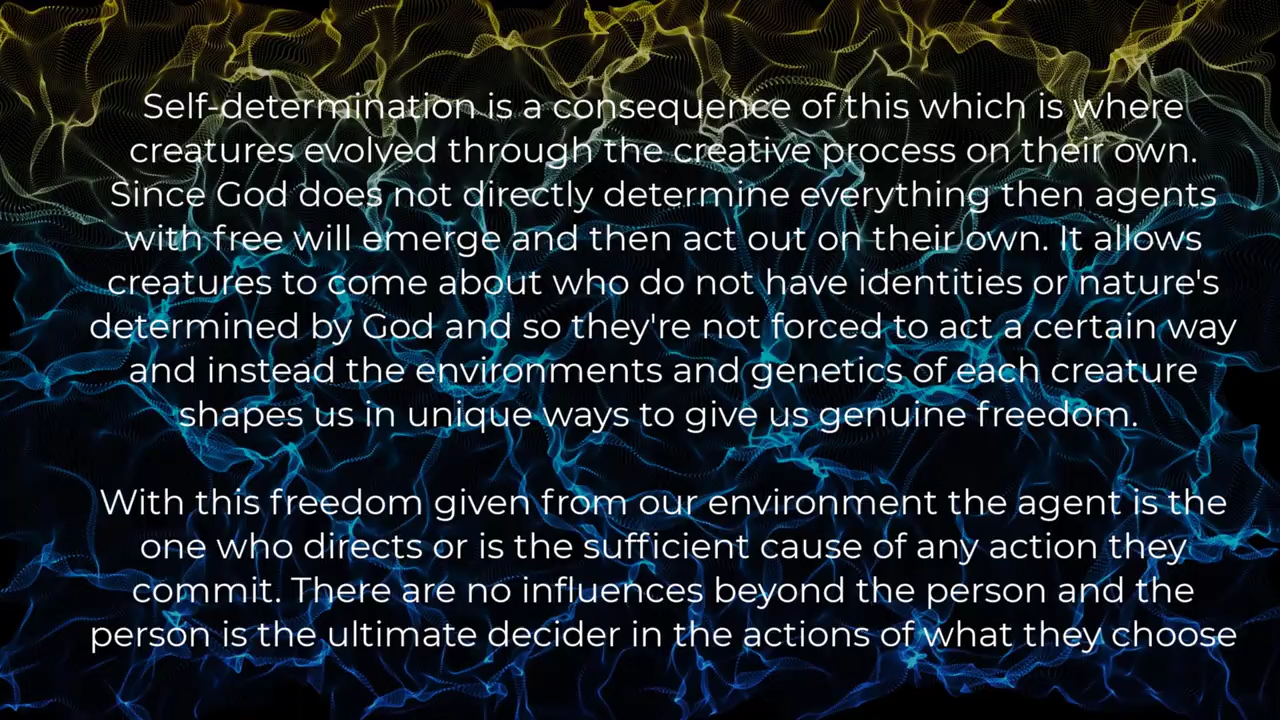 Self-determination is a consequence of this which is where
creatures evolved through the creative process on their own.
Since God does not directly determine everything then agents
with free will emerge and then act out on their own. It allows
creatures to come about who do not have identities or nature's
determined by God and so they're not forced to act a certain way
and instead the environments and genetics of each creature
shapes us in unique ways to give us genuine freedom.
With this freedom given from our environment the agent is the
one who directs or is the sufficient cause of any action they
commit. There are no influences beyond the person and the
person is the ultimate decider in the actions of what they choose